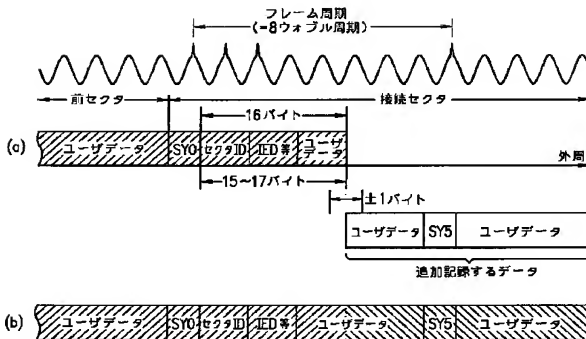 フレーム周期
(=8ウォブル周期)
前セクタ
接続セクタ
16バイト
(a)
ユーザデータ
SY0
セクタID
IED等
ユーザデータ
外周
15~17バイト
±1バイト
ユーザデータ
SY5
ユーザデータ
追加記録するデータ
(b)
ユーザデータ
SY0
セクタID
IED等
ユーザデータ
SY5
ユーザデータ